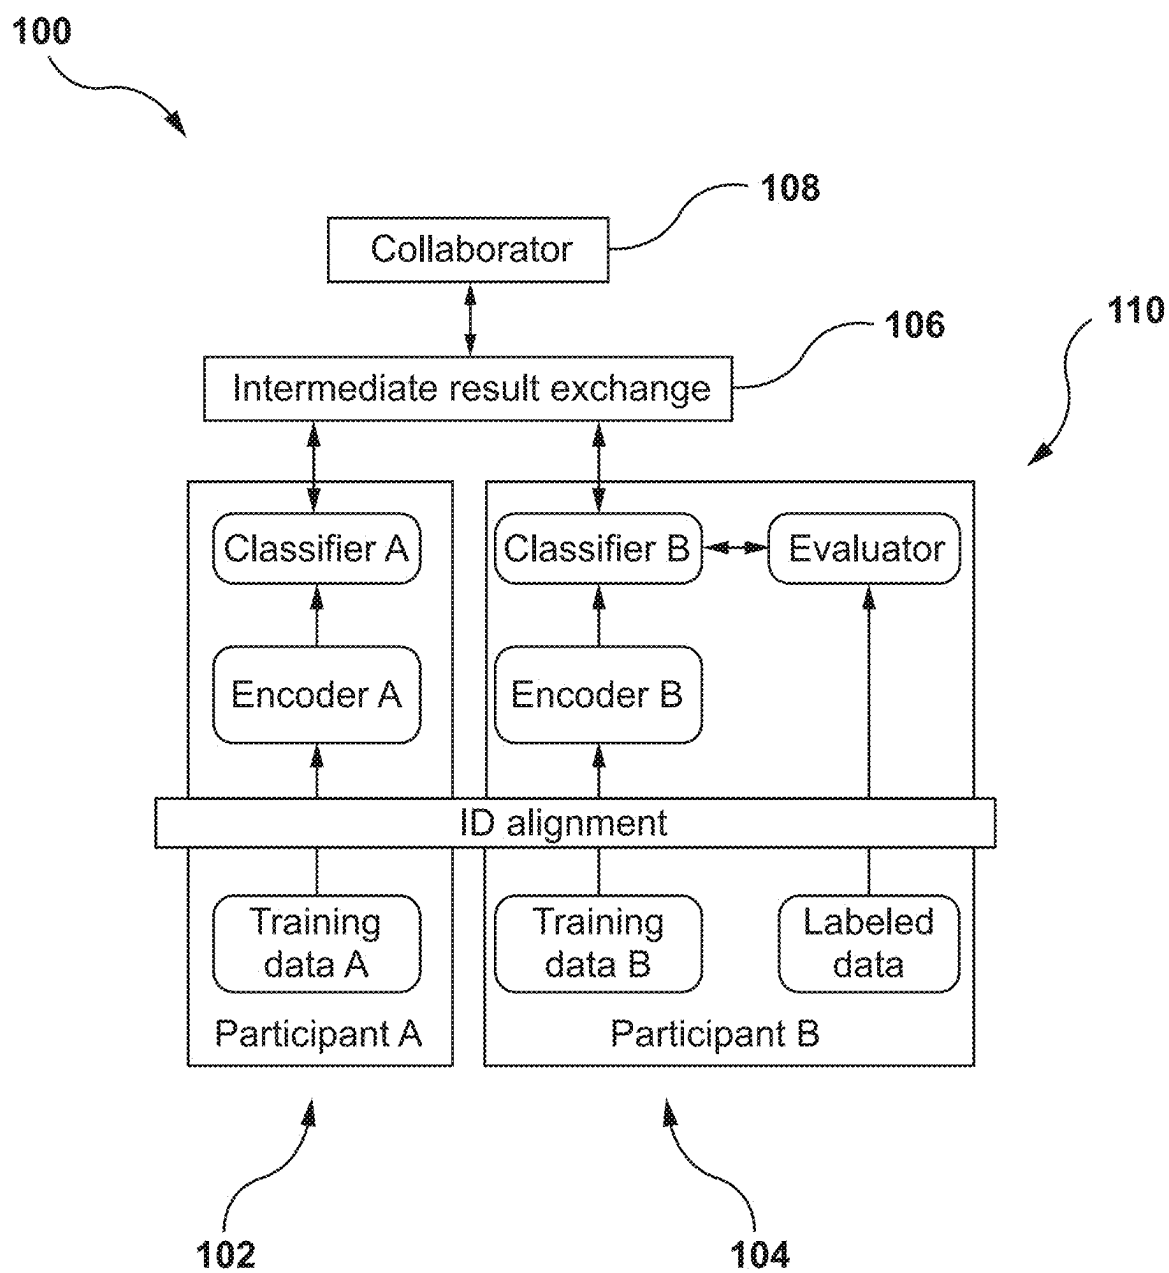 100
108
Collaborator
110
106
Intermediate result exchange
Classifier A
Classifier B
Evaluator
Encoder A
Encoder B
ID alignment
Training
data A
Training
data B
Labeled
data
Participant A
Participant B
102
104